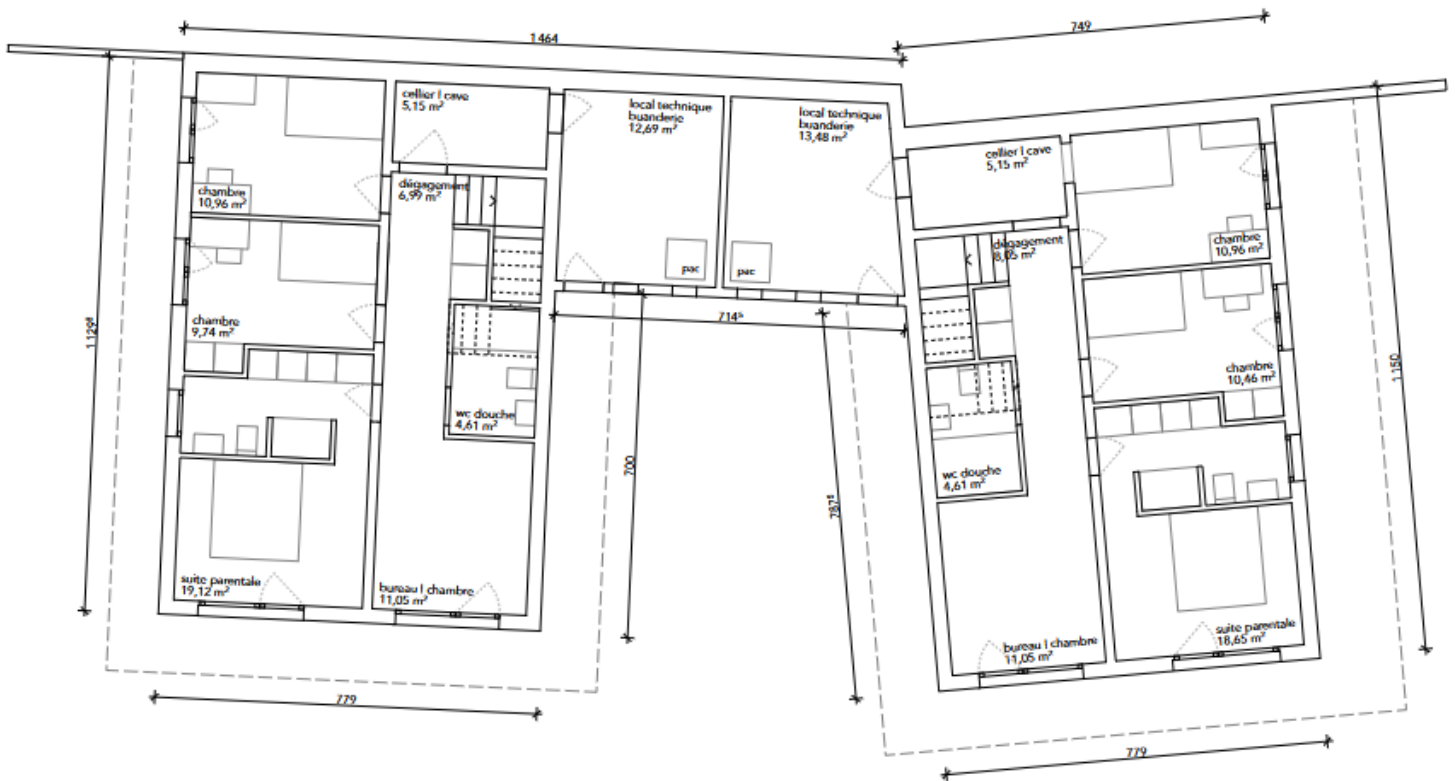 1464
749
cellier l cave
5,15 m²
local technique
buanderie
12,69 m²
local technique
buanderie
13,48 m²
cellier l cave
5,15 m²
chambre
10,96 m²
dégagement
6,99 m²
dégagement
8,05 m²
chambre
10,96 m²
pac
pac
chambre
9,74 m²
714⁵
1129⁸
chambre
10,46 m²
1150
wc douche
4,61 m²
700
787⁸
wc douche
4,61 m²
suite parentale
19,12 m²
bureau l chambre
11,05 m²
bureau l chambre
11,05 m²
suite parentale
18,65 m²
779
779